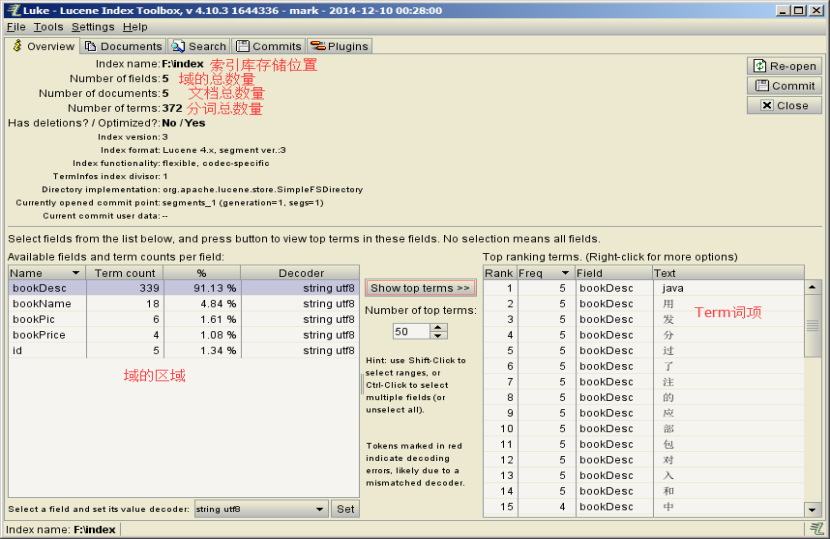 Luke - Lucene Index Toolbox, v 4.10.3 1644336 - mark - 2014-12-10 00:28:00
File Tools Settings Help
Overview Documents Search Commits Plugins
Index name: F:\index 索引库存储位置
Re-open
Number of fields: 5 域的总数量
Commit
Number of documents: 5 文档总数量
Close
Number of terms: 372 分词总数量
Has deletions? / Optimized?: No / Yes
Index version: 3
Index format: Lucene 4.x, segment ver.:3
Index functionality: flexible, codec-specific
TermInfos index divisor: 1
Directory implementation: org.apache.lucene.store.SimpleFSDirectory
Currently opened commit point: segments_1 (generation=1, segs=1)
Current commit user data: --
Select fields from the list below, and press button to view top terms in these fields. No selection means all fields.
Available fields and term counts per field:
Name Term count % Decoder
bookDesc 339 91.13 % string utf8
bookName 18 4.84 % string utf8
bookPic 6 1.61 % string utf8
bookPrice 4 1.08 % string utf8
id 5 1.34 % string utf8
域的区域
Show top terms >>
Number of top terms:
50
Hint: use Shift-Click to
select ranges, or
Ctrl-Click to select
multiple fields (or
unselect all).
Tokens marked in red
indicate decoding
errors, likely due to a
mismatched decoder.
Top ranking terms. (Right-click for more options)
Rank Freq Field Text
1 5 bookDesc java
2 5 bookDesc 用
3 5 bookDesc 发
4 5 bookDesc 分
5 5 bookDesc 过
6 5 bookDesc 了
7 5 bookDesc 注
8 5 bookDesc 的
9 5 bookDesc 应
10 5 bookDesc 部
11 5 bookDesc 包
12 5 bookDesc 对
13 5 bookDesc 入
14 5 bookDesc 和
15 4 bookDesc 中
Term词项
Select a field and set its value decoder: string utf8 Set
Index name: F:\index